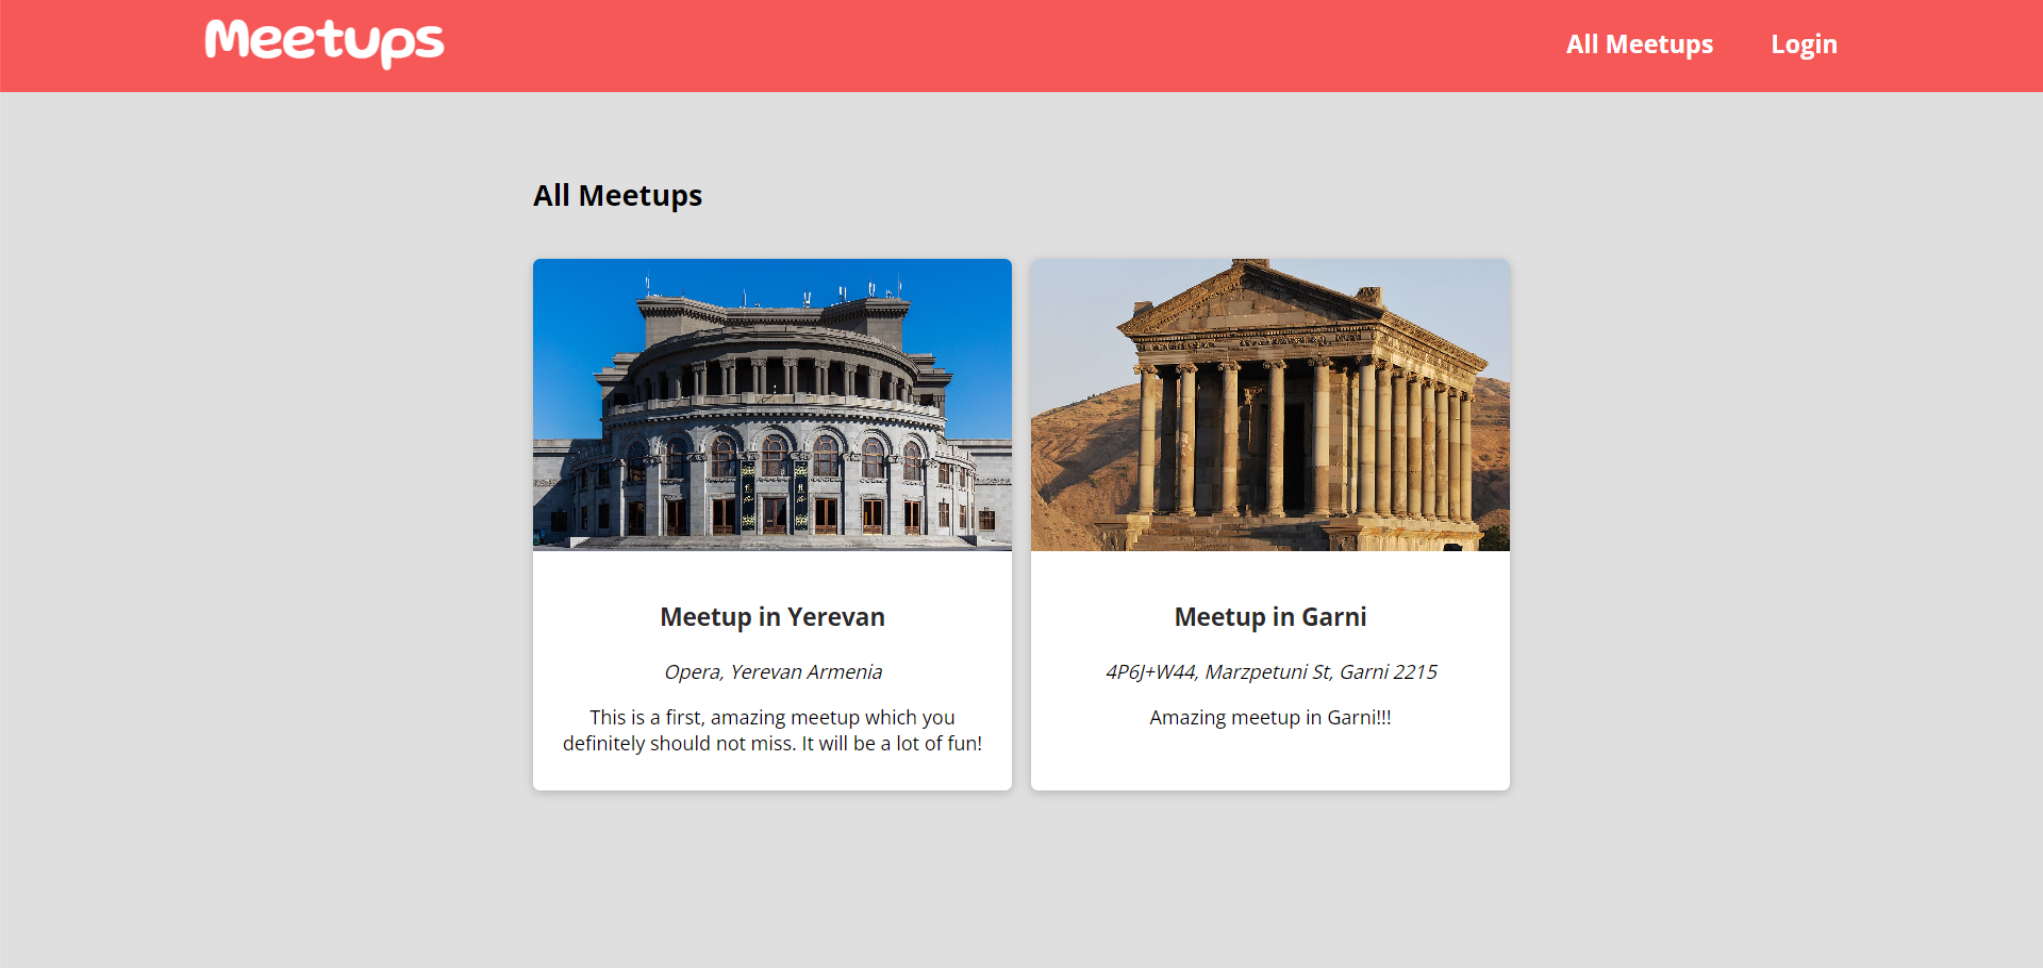 Meetups
All Meetups
Login
All Meetups
Meetup in Yerevan
Opera, Yerevan Armenia
This is a first, amazing meetup which you
definitely should not miss. It will be a lot of fun!
Meetup in Garni
4P6J+W44, Marzpetuni St, Garni 2215
Amazing meetup in Garni!!!